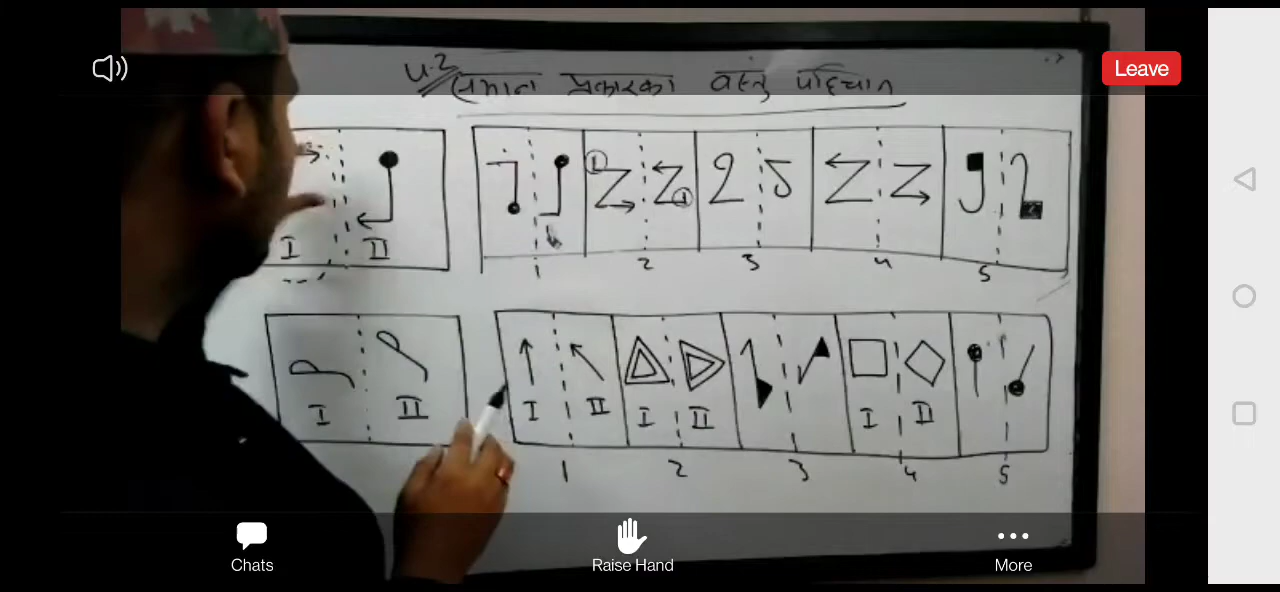 Leave
प.२ समान प्रकारका वस्तु पहिचान
I II
1 2 3 4 5
I II
I II I II I II
1 2 3 4 5
Chats Raise Hand More